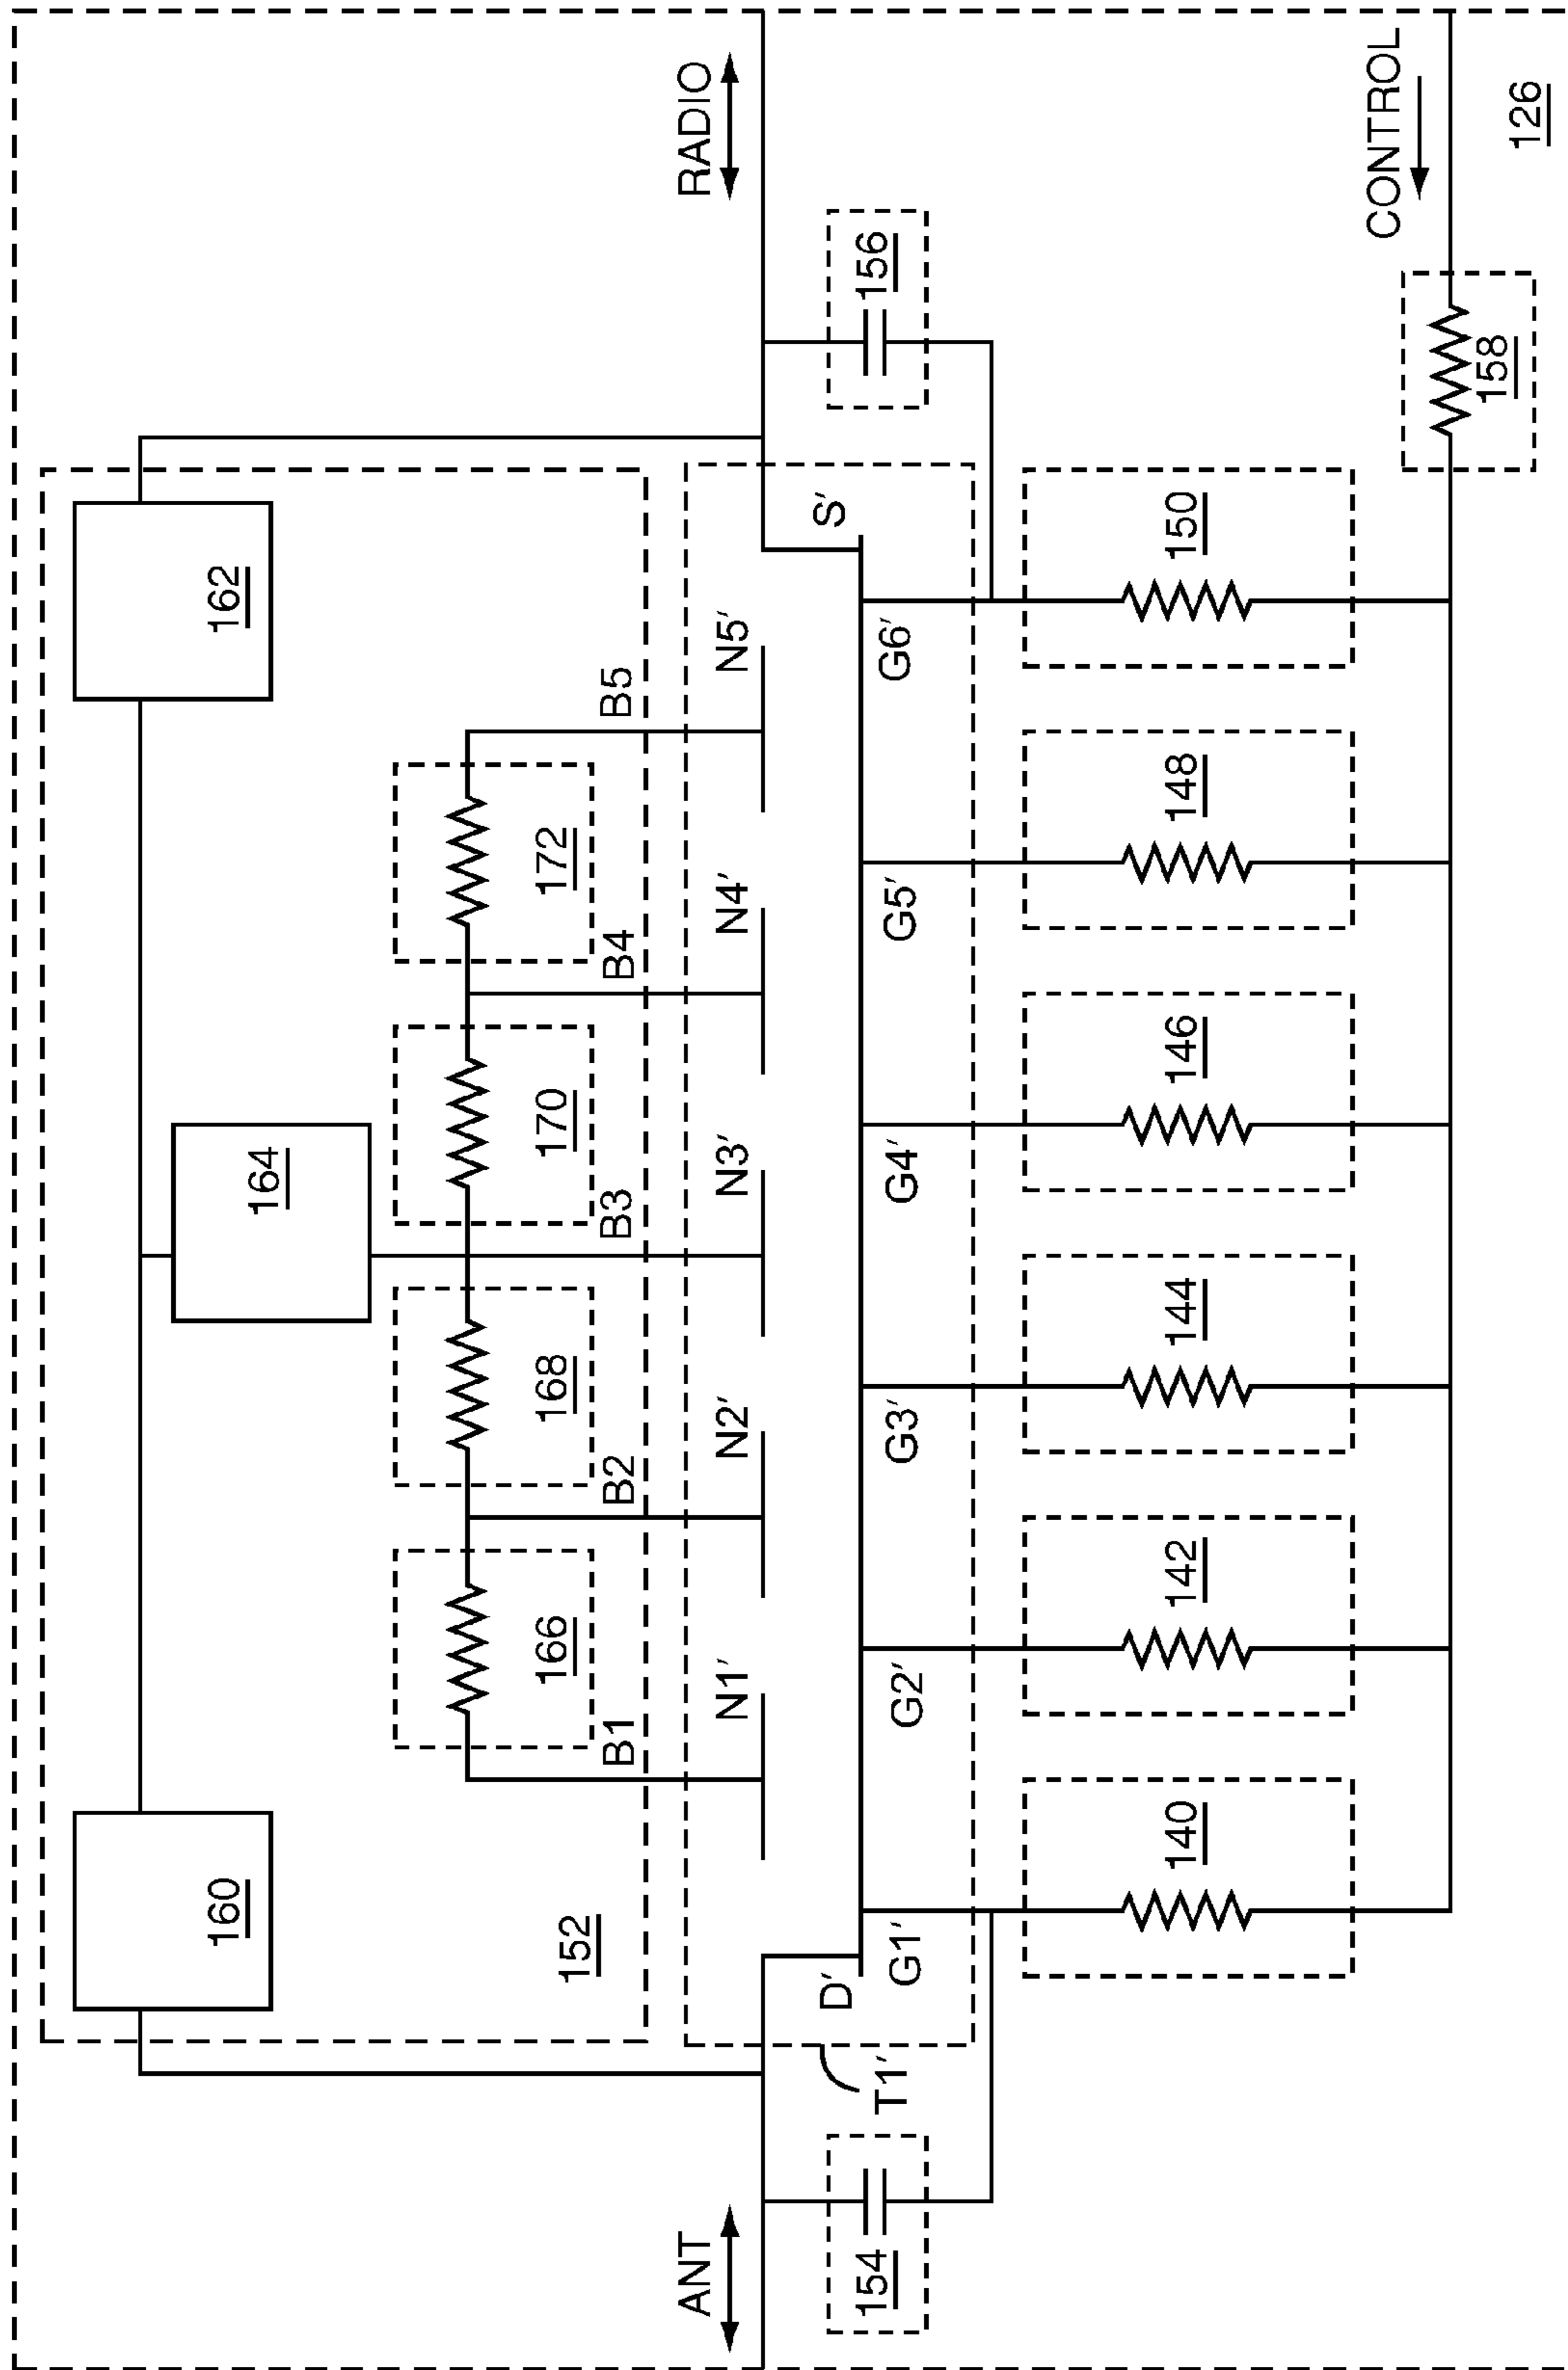 160
164
162
152
166
168
170
172
B1
B2
B3
B4
B5
ANT
RADIO
N1′
N2′
N3′
N4′
N5′
D′
S′
T1′
154
156
G1′
G2′
G3′
G4′
G5′
G6′
140
142
144
146
148
150
CONTROL
158
126